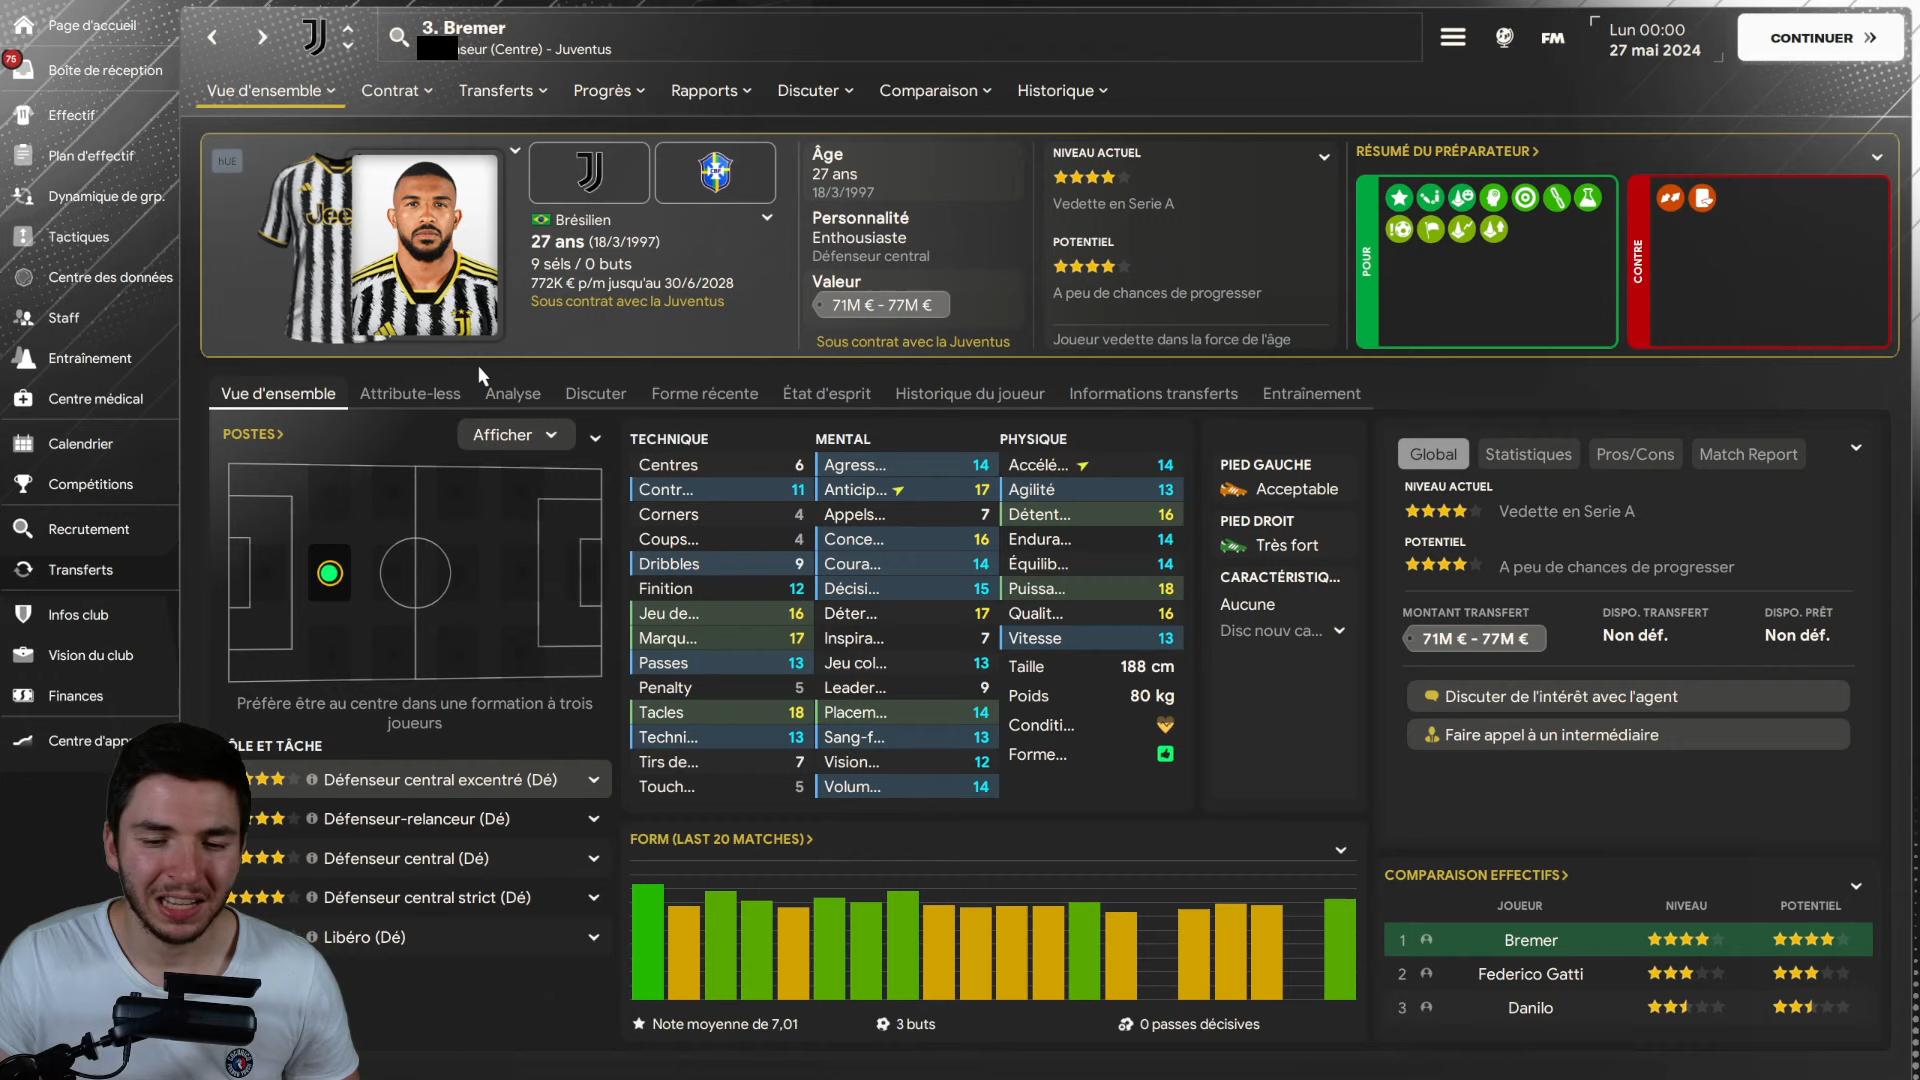 Page d'accueil
76
Boîte de réception
Effectif
Plan d'effectif
Dynamique de grp.
Tactiques
Centre des données
Staff
Entraînement
Centre médical
Calendrier
Compétitions
Recrutement
Transferts
Infos club
Vision du club
Finances
Centre d'app
3. Bremer
nseur (Centre) - Juventus
FM
Lun 00:00
27 mai 2024
CONTINUER
Vue d'ensemble
Contrat
Transferts
Progrès
Rapports
Discuter
Comparaison
Historique
hUE
Jeep
Brésilien
27 ans (18/3/1997)
9 séls / 0 buts
772K € p/m jusqu'au 30/6/2028
Sous contrat avec la Juventus
Âge
27 ans
18/3/1997
Personnalité
Enthousiaste
Défenseur central
Valeur
71M € - 77M €
Sous contrat avec la Juventus
NIVEAU ACTUEL
Vedette en Serie A
POTENTIEL
A peu de chances de progresser
Joueur vedette dans la force de l'âge
RÉSUMÉ DU PRÉPARATEUR >
POUR
CONTRE
Vue d'ensemble
Attribute-less
Analyse
Discuter
Forme récente
État d'esprit
Historique du joueur
Informations transferts
Entraînement
POSTES >
Afficher
Préfère être au centre dans une formation à trois
joueurs
ÔLE ET TÂCHE
Défenseur central excentré (Dé)
Défenseur-relanceur (Dé)
Défenseur central (Dé)
Défenseur central strict (Dé)
Libéro (Dé)
TECHNIQUE
Centres 6
Contr... 11
Corners 4
Coups... 4
Dribbles 9
Finition 12
Jeu de... 16
Marqu... 17
Passes 13
Penalty 5
Tacles 18
Techni... 13
Tirs de... 7
Touch... 5
MENTAL
Agress... 14
Anticip... 17
Appels... 7
Conce... 16
Coura... 14
Décisi... 15
Déter... 17
Inspira... 7
Jeu col... 13
Leader... 9
Placem... 14
Sang-f... 13
Vision... 12
Volum... 14
PHYSIQUE
Accélé... 14
Agilité 13
Détent... 16
Endura... 14
Équilib... 14
Puissa... 18
Qualit... 16
Vitesse 13
Taille 188 cm
Poids 80 kg
Conditi...
Forme...
PIED GAUCHE
Acceptable
PIED DROIT
Très fort
CARACTÉRISTIQ...
Aucune
Disc nouv ca...
FORM (LAST 20 MATCHES) >
Note moyenne de 7,01
3 buts
0 passes décisives
Global
Statistiques
Pros/Cons
Match Report
NIVEAU ACTUEL
Vedette en Serie A
POTENTIEL
A peu de chances de progresser
MONTANT TRANSFERT
71M € - 77M €
DISPO. TRANSFERT
Non déf.
DISPO. PRÊT
Non déf.
Discuter de l'intérêt avec l'agent
Faire appel à un intermédiaire
COMPARAISON EFFECTIFS >
JOUEUR NIVEAU POTENTIEL
1 Bremer
2 Federico Gatti
3 Danilo